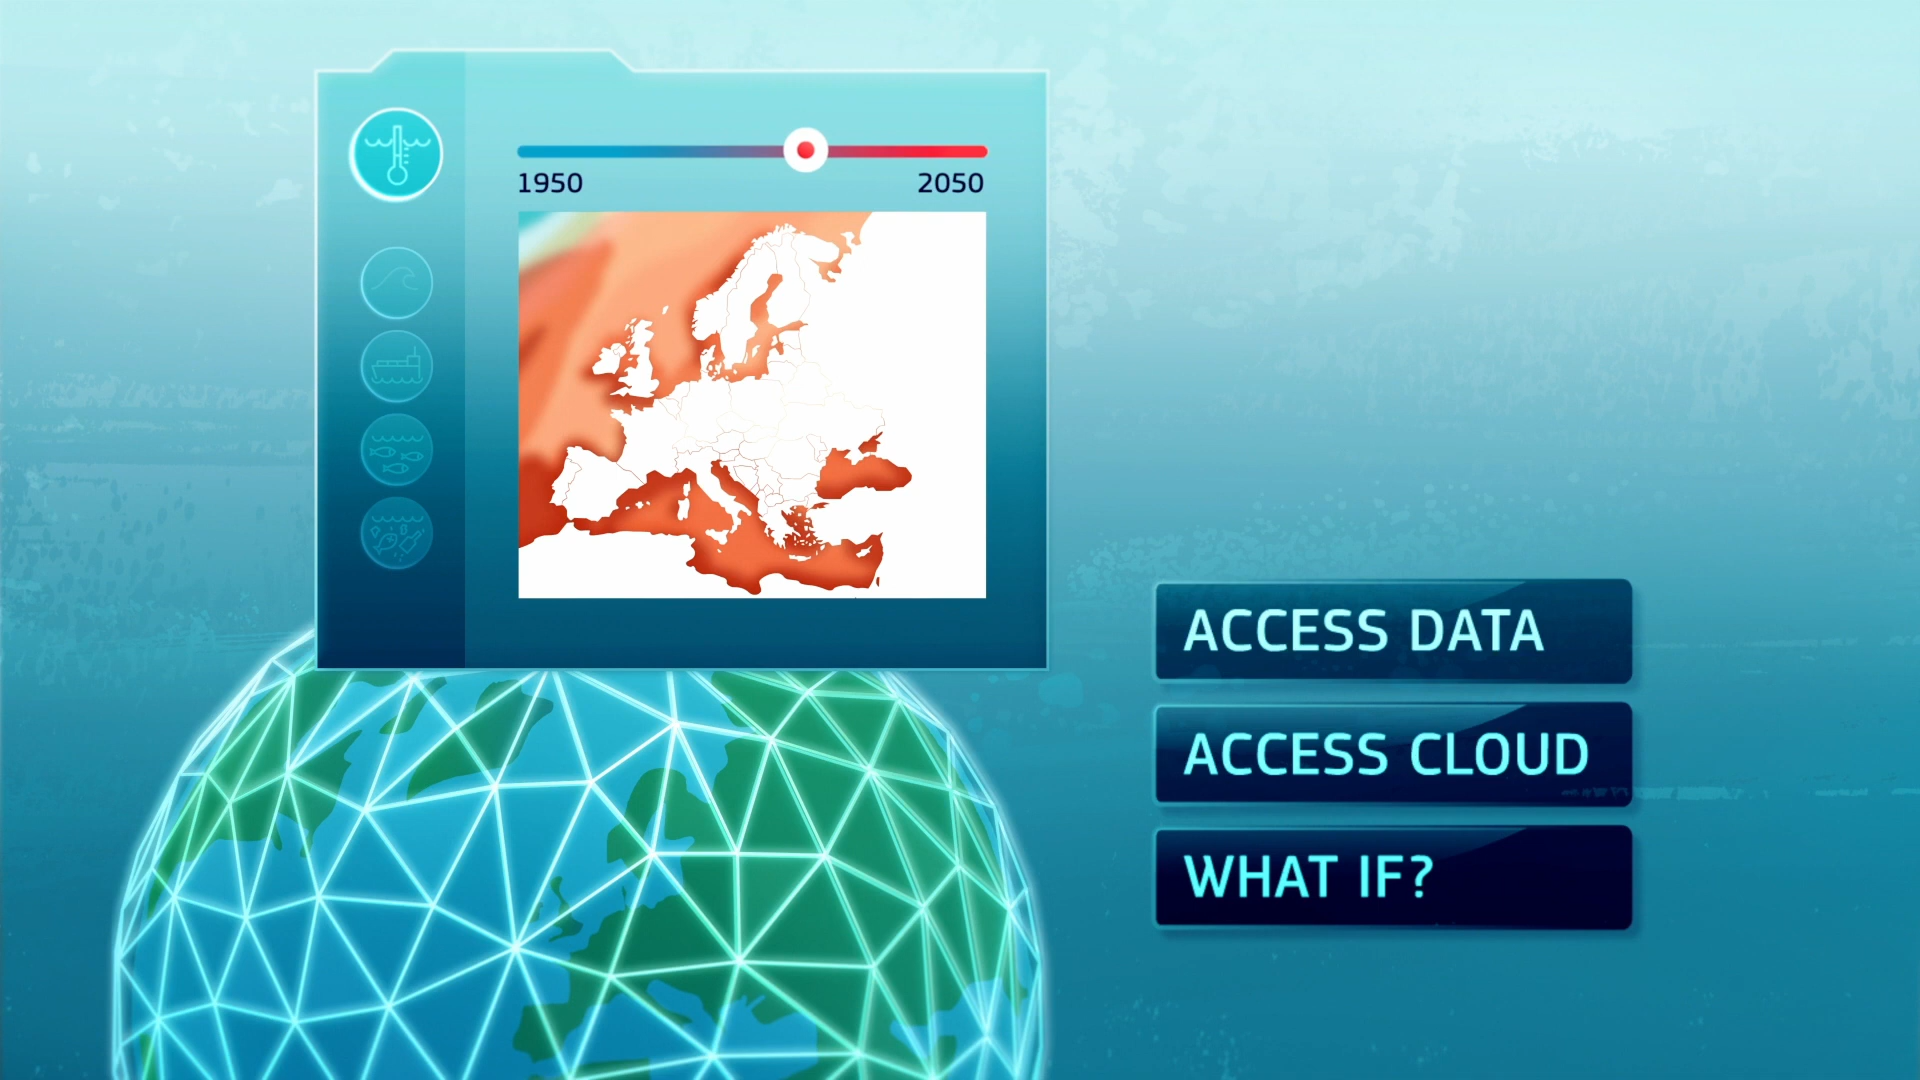 1950
2050
ACCESS DATA
ACCESS CLOUD
WHAT IF?